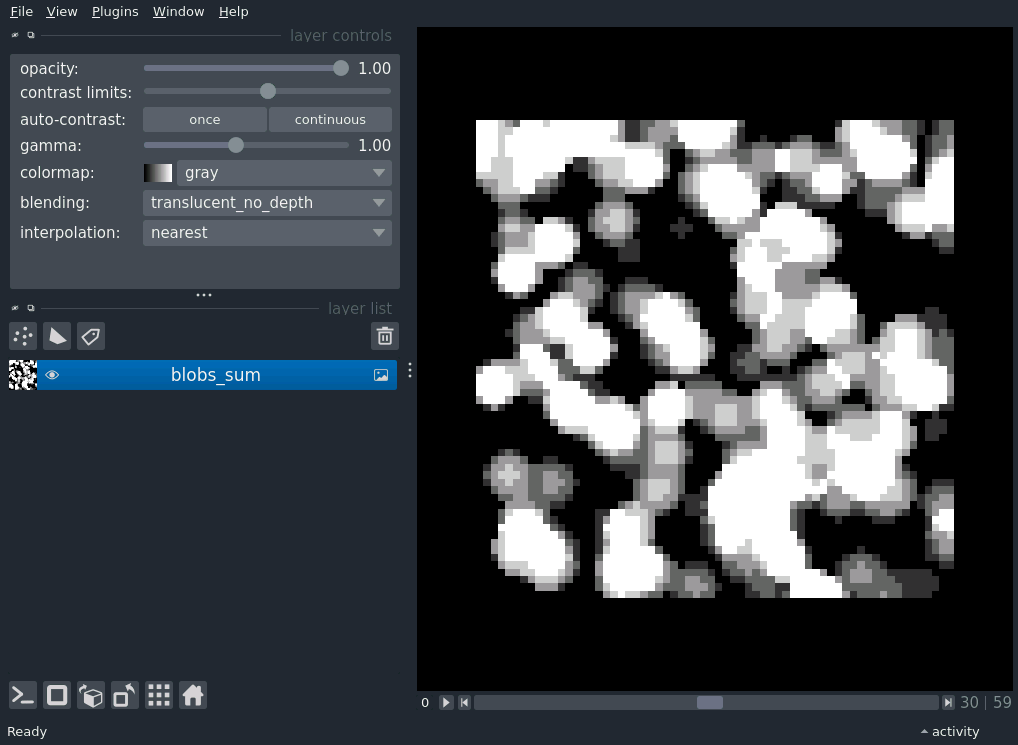 File View Plugins Window Help
layer controls
opacity: 1.00
contrast limits:
auto-contrast: once continuous
gamma: 1.00
colormap: gray
blending: translucent_no_depth
interpolation: nearest
layer list
blobs_sum
0 30 | 59
Ready activity